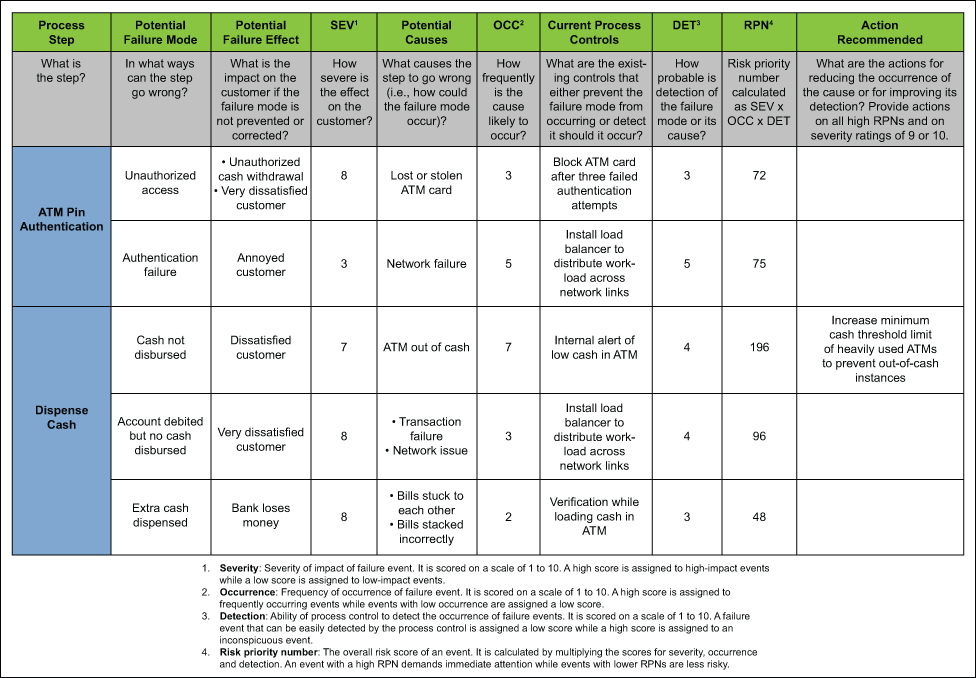 Process
Step
Potential
Failure Mode
Potential
Failure Effect
SEV¹
Potential
Causes
OCC²
Current Process
Controls
DET³
RPN⁴
Action
Recommended
What is
the step?
In what ways
can the step
go wrong?
What is the
impact on the
customer if the
failure mode is
not prevented or
corrected?
How
severe is
the effect
on the
customer?
What causes the
step to go wrong
(i.e., how could
the failure mode
occur)?
How
frequently
is the
cause
likely to
occur?
What are the exist-
ing controls that
either prevent the
failure mode from
occurring or detect
it should it occur?
How
probable is
detection of
the failure
mode or its
cause?
Risk priority
number
calculated
as SEV x
OCC x DET
What are the actions for
reducing the occurrence of
the cause or for improving its
detection? Provide actions
on all high RPNs and on
severity ratings of 9 or 10.
ATM Pin
Authentication
Unauthorized
access
• Unauthorized
cash withdrawal
• Very dissatisfied
customer
8
Lost or stolen
ATM card
3
Block ATM card
after three failed
authentication
attempts
3
72
Authentication
failure
Annoyed
customer
3
Network failure
5
Install load
balancer to
distribute work-
load across
network links
5
75
Dispense
Cash
Cash not
disbursed
Dissatisfied
customer
7
ATM out of cash
7
Internal alert of
low cash in ATM
4
196
Increase minimum
cash threshold limit
of heavily used ATMs
to prevent out-of-cash
instances
Account debited
but no cash
disbursed
Very dissatisfied
customer
8
• Transaction
failure
• Network issue
3
Install load
balancer to
distribute work-
load across
network links
4
96
Extra cash
dispensed
Bank loses
money
8
• Bills stuck to
each other
• Bills stacked
incorrectly
2
Verification while
loading cash in
ATM
3
48
1. Severity: Severity of impact of failure event. It is scored on a scale of 1 to 10. A high score is assigned to high-impact events
while a low score is assigned to low-impact events.
2. Occurrence: Frequency of occurrence of failure event. It is scored on a scale of 1 to 10. A high score is assigned to
frequently occurring events while events with low occurrence are assigned a low score.
3. Detection: Ability of process control to detect the occurrence of failure events. It is scored on a scale of 1 to 10. A failure
event that can be easily detected by the process control is assigned a low score while a high score is assigned to an
inconspicuous event.
4. Risk priority number: The overall risk score of an event. It is calculated by multiplying the scores for severity, occurrence
and detection. An event with a high RPN demands immediate attention while events with lower RPNs are less risky.